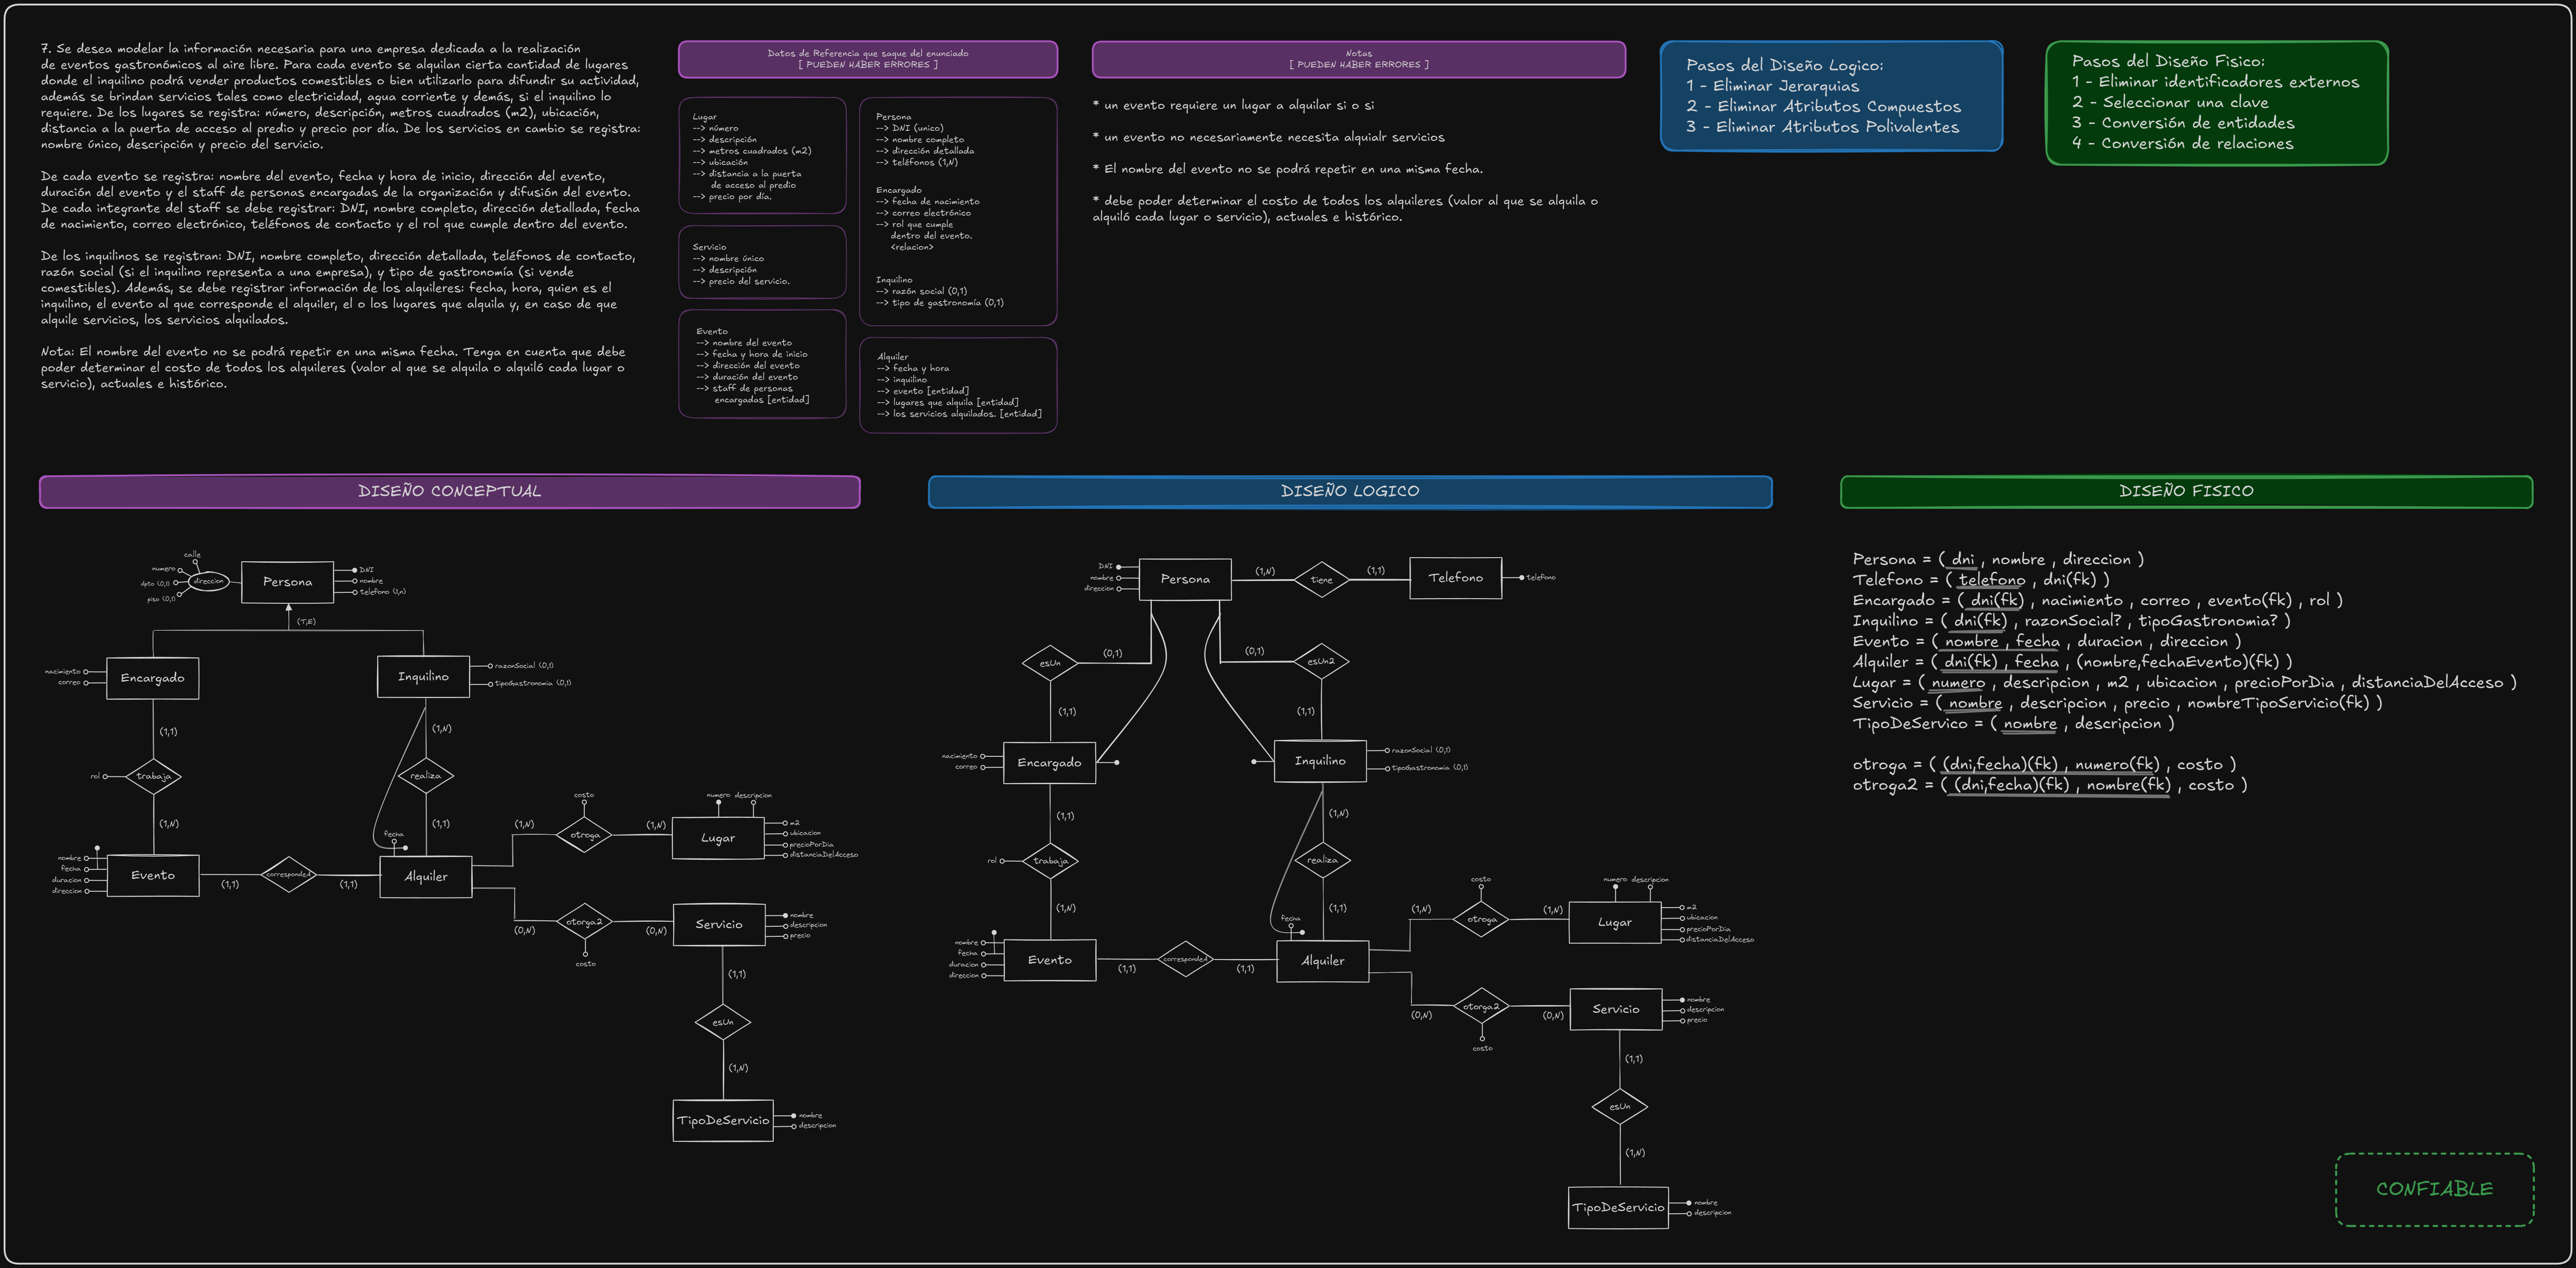 7. Se desea modelar la información necesaria para una empresa dedicada a la realización
de eventos gastronómicos al aire libre. Para cada evento se alquilan cierta cantidad de lugares
donde el inquilino podrá vender productos comestibles o bien utilizarlo para difundir su actividad,
además se brindan servicios tales como electricidad, agua corriente y demás, si el inquilino lo
requiere. De los lugares se registra: número, descripción, metros cuadrados (m2), ubicación,
distancia a la puerta de acceso al predio y precio por día. De los servicios en cambio se registra:
nombre único, descripción y precio del servicio.
De cada evento se registra: nombre del evento, fecha y hora de inicio, dirección del evento,
duración del evento y el staff de personas encargadas de la organización y difusión del evento.
De cada integrante del staff se debe registrar: DNI, nombre completo, dirección detallada, fecha
de nacimiento, correo electrónico, teléfonos de contacto y el rol que cumple dentro del evento.
De los inquilinos se registran: DNI, nombre completo, dirección detallada, teléfonos de contacto,
razón social (si el inquilino representa a una empresa), y tipo de gastronomía (si vende
comestibles). Además, se debe registrar información de los alquileres: fecha, hora, quien es el
inquilino, el evento al que corresponde el alquiler, el o los lugares que alquila y, en caso de que
alquile servicios, los servicios alquilados.
Nota: El nombre del evento no se podrá repetir en una misma fecha. Tenga en cuenta que debe
poder determinar el costo de todos los alquileres (valor al que se alquila o alquiló cada lugar o
servicio), actuales e histórico.
Datos de Referencia que saque del enunciado
[ PUEDEN HABER ERRORES ]
Lugar
--> número
--> descripción
--> metros cuadrados (m2)
--> ubicación
--> distancia a la puerta
de acceso al predio
--> precio por día.
Servicio
--> nombre único
--> descripción
--> precio del servicio.
Evento
--> nombre del evento
--> fecha y hora de inicio
--> dirección del evento
--> duración del evento
--> staff de personas
encargadas [entidad]
Persona
--> DNI (unico)
--> nombre completo
--> dirección detallada
--> teléfonos (1,N)
Encargado
--> fecha de nacimiento
--> correo electrónico
--> rol que cumple
dentro del evento.
<relacion>
Inquilino
--> razón social (0,1)
--> tipo de gastronomía (0,1)
Alquiler
--> fecha y hora
--> inquilino
--> evento [entidad]
--> lugares que alquila [entidad]
--> los servicios alquilados. [entidad]
Notas
[ PUEDEN HABER ERRORES ]
* un evento requiere un lugar a alquilar si o si
* un evento no necesariamente necesita alquialr servicios
* El nombre del evento no se podrá repetir en una misma fecha.
* debe poder determinar el costo de todos los alquileres (valor al que se alquila o
alquiló cada lugar o servicio), actuales e histórico.
Pasos del Diseño Logico:
1 - Eliminar Jerarquias
2 - Eliminar Atributos Compuestos
3 - Eliminar Atributos Polivalentes
Pasos del Diseño Fisico:
1 - Eliminar identificadores externos
2 - Seleccionar una clave
3 - Conversión de entidades
4 - Conversión de relaciones
DISEÑO CONCEPTUAL
calle
numero
dpto (0,1)
piso (0,1)
direccion
Persona
DNI
nombre
telefono (1,n)
(T,E)
nacimiento
correo
Encargado
Inquilino
razonSocial (0,1)
tipoGastronomia (0,1)
(1,1)
(1,N)
rol
trabaja
realiza
(1,N)
(1,1)
fecha
nombre
fecha
duracion
direccion
Evento
(1,1)
correspondeA
(1,1)
Alquiler
costo
(1,N)
otroga
(1,N)
numero
descripcion
Lugar
m2
ubicacion
precioPorDia
distanciaDelAcceso
(0,N)
otorga2
costo
(0,N)
Servicio
nombre
descripcion
precio
(1,1)
esUn
(1,N)
TipoDeServicio
nombre
descripcion
DISEÑO LOGICO
DNI
nombre
direccion
Persona
(1,N)
tiene
(1,1)
Telefono
telefono
esUn
(0,1)
(0,1)
esUn2
(1,1)
(1,1)
nacimiento
correo
Encargado
Inquilino
razonSocial (0,1)
tipoGastronomia (0,1)
(1,1)
(1,N)
rol
trabaja
realiza
(1,N)
(1,1)
fecha
nombre
fecha
duracion
direccion
Evento
(1,1)
correspondeA
(1,1)
Alquiler
costo
(1,N)
otroga
(1,N)
numero
descripcion
Lugar
m2
ubicacion
precioPorDia
distanciaDelAcceso
(0,N)
otorga2
costo
(0,N)
Servicio
nombre
descripcion
precio
(1,1)
esUn
(1,N)
TipoDeServicio
nombre
descripcion
DISEÑO FISICO
Persona = ( dni , nombre , direccion )
Telefono = ( telefono , dni(fk) )
Encargado = ( dni(fk) , nacimiento , correo , evento(fk) , rol )
Inquilino = ( dni(fk) , razonSocial? , tipoGastronomia? )
Evento = ( nombre , fecha , duracion , direccion )
Alquiler = ( dni(fk) , fecha , (nombre,fechaEvento)(fk) )
Lugar = ( numero , descripcion , m2 , ubicacion , precioPorDia , distanciaDelAcceso )
Servicio = ( nombre , descripcion , precio , nombreTipoServicio(fk) )
TipoDeServico = ( nombre , descripcion )
otroga = ( (dni,fecha)(fk) , numero(fk) , costo )
otroga2 = ( (dni,fecha)(fk) , nombre(fk) , costo )
CONFIABLE